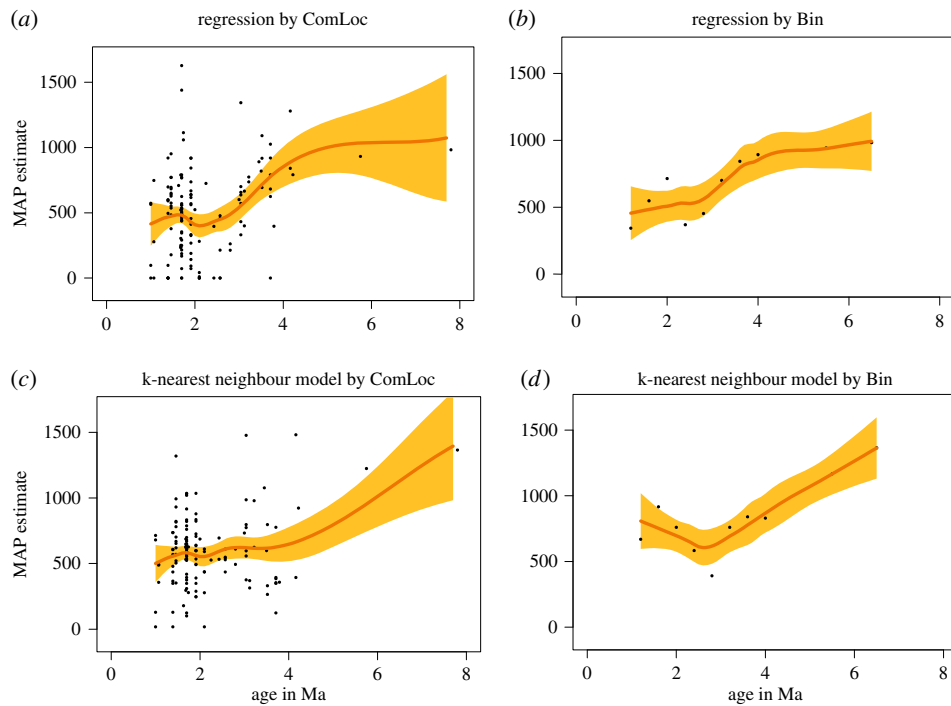 (a) regression by ComLoc
(b) regression by Bin
MAP estimate
1500
1000
500
0
0 2 4 6 8
1500
1000
500
0
0 2 4 6 8
(c) k-nearest neighbour model by ComLoc
(d) k-nearest neighbour model by Bin
MAP estimate
1500
1000
500
0
0 2 4 6 8
age in Ma
1500
1000
500
0
0 2 4 6 8
age in Ma